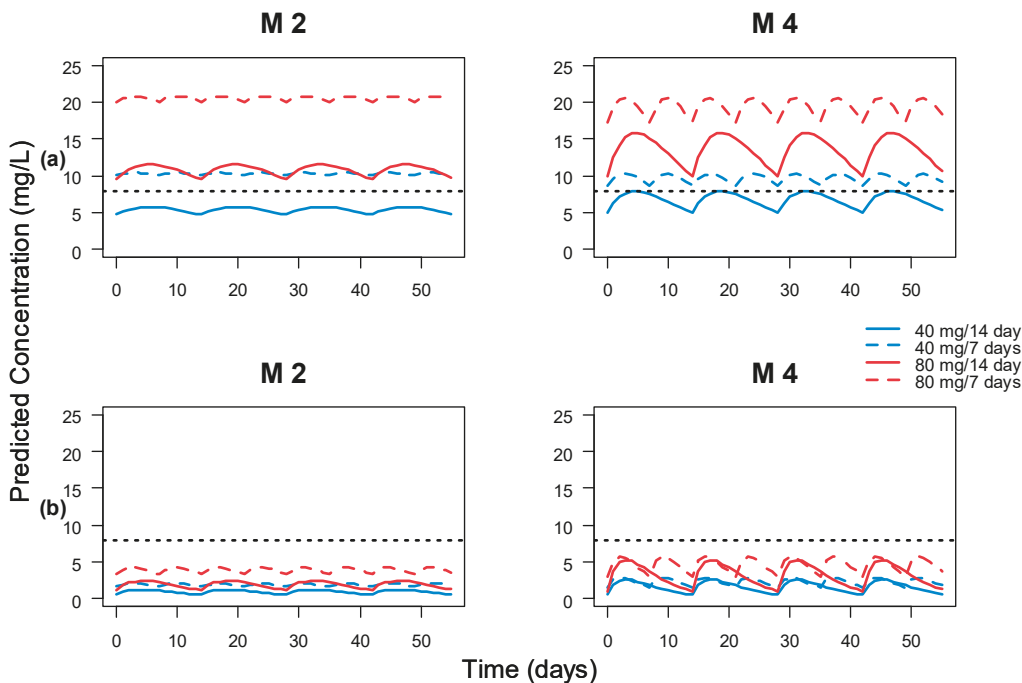 M 2
M 4
Predicted Concentration (mg/L)
(a)
25
20
15
10
5
0
0 10 20 30 40 50
25
20
15
10
5
0
0 10 20 30 40 50
40 mg/14 day
40 mg/7 days
80 mg/14 day
80 mg/7 days
M 2
M 4
(b)
25
20
15
10
5
0
0 10 20 30 40 50
25
20
15
10
5
0
0 10 20 30 40 50
Time (days)